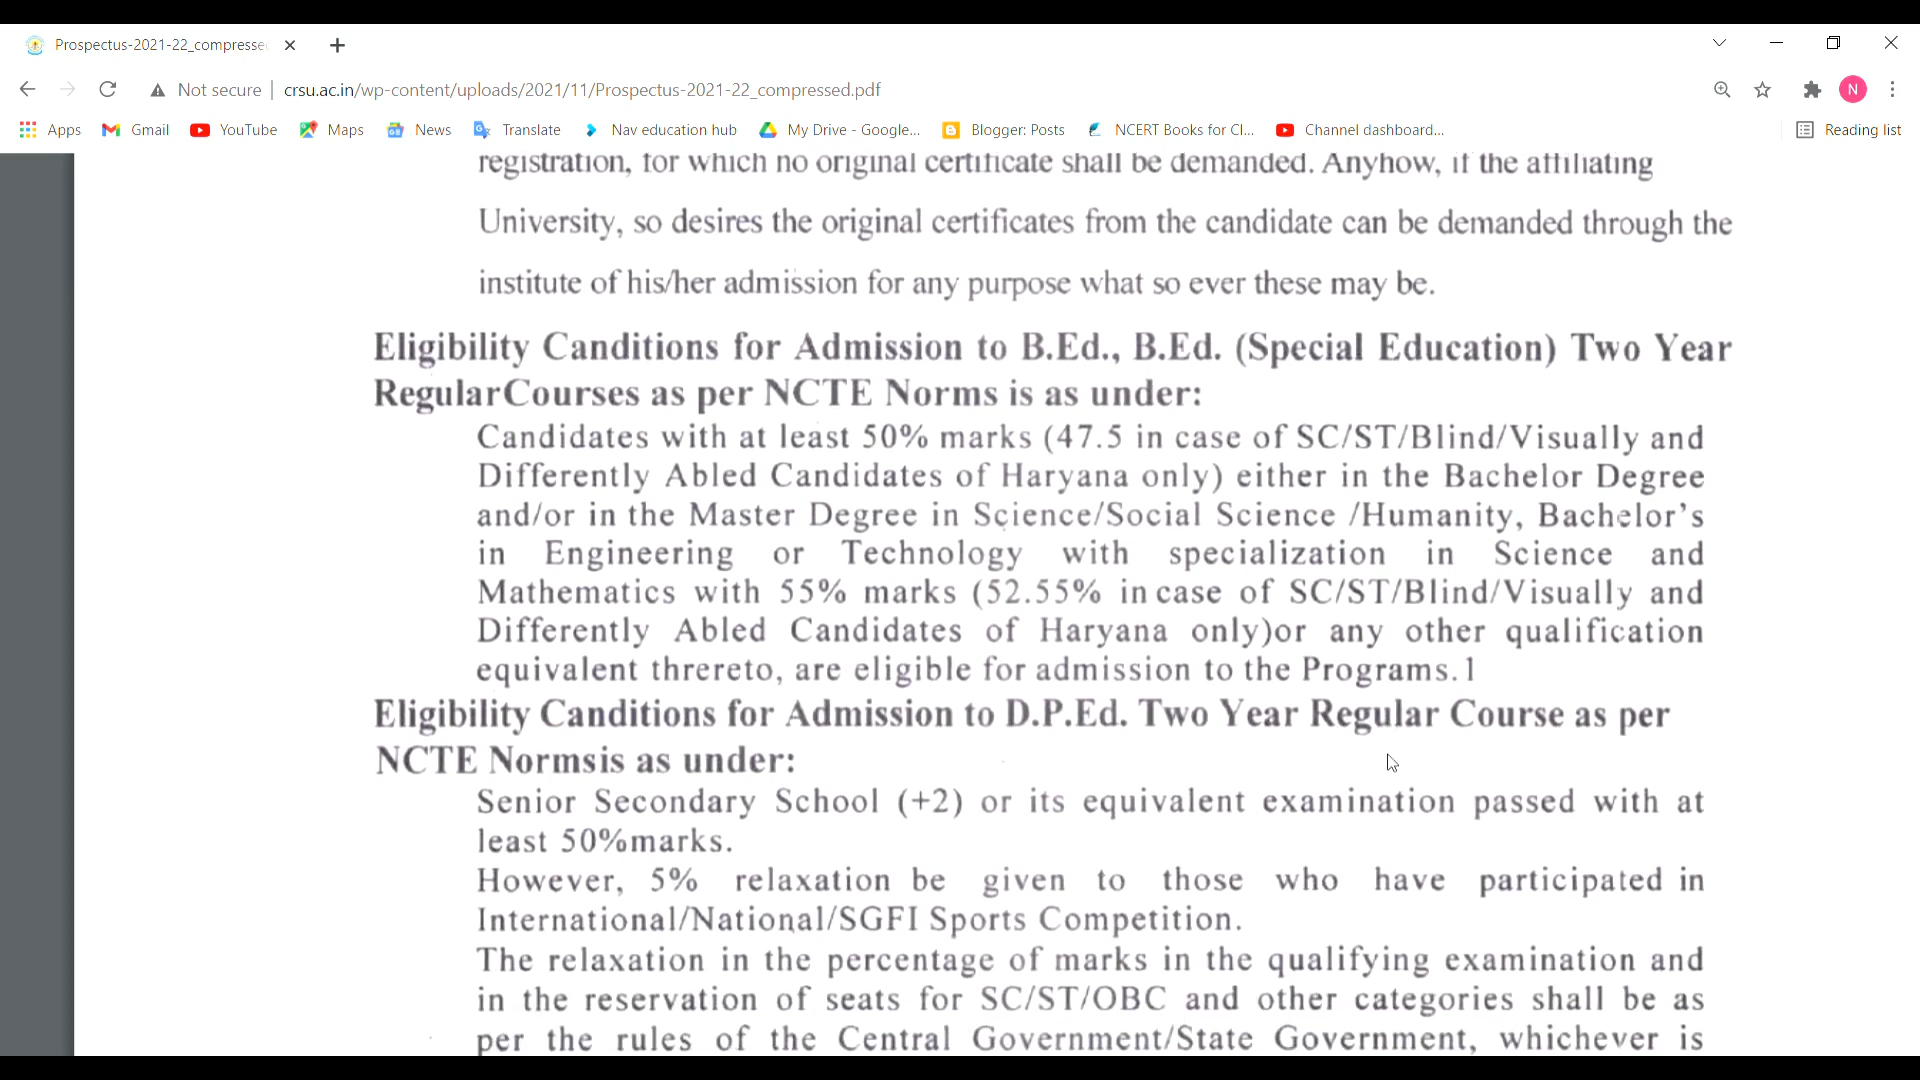 Prospectus-2021-22_compresse
Not secure | crsu.ac.in/wp-content/uploads/2021/11/Prospectus-2021-22_compressed.pdf
N
Apps Gmail YouTube Maps News Translate Nav education hub My Drive - Google... Blogger: Posts NCERT Books for Cl... Channel dashboard... Reading list
registration, for which no original certificate shall be demanded. Anyhow, if the affiliating
University, so desires the original certificates from the candidate can be demanded through the
institute of his/her admission for any purpose what so ever these may be.
Eligibility Canditions for Admission to B.Ed., B.Ed. (Special Education) Two Year
RegularCourses as per NCTE Norms is as under:
Candidates with at least 50% marks (47.5 in case of SC/ST/Blind/Visually and
Differently Abled Candidates of Haryana only) either in the Bachelor Degree
and/or in the Master Degree in Science/Social Science /Humanity, Bachelor's
in Engineering or Technology with specialization in Science and
Mathematics with 55% marks (52.55% in case of SC/ST/Blind/Visually and
Differently Abled Candidates of Haryana only)or any other qualification
equivalent threreto, are eligible for admission to the Programs.1
Eligibility Canditions for Admission to D.P.Ed. Two Year Regular Course as per
NCTE Normsis as under:
Senior Secondary School (+2) or its equivalent examination passed with at
least 50%marks.
However, 5% relaxation be given to those who have participated in
International/National/SGFI Sports Competition.
The relaxation in the percentage of marks in the qualifying examination and
in the reservation of seats for SC/ST/OBC and other categories shall be as
per the rules of the Central Government/State Government, whichever is